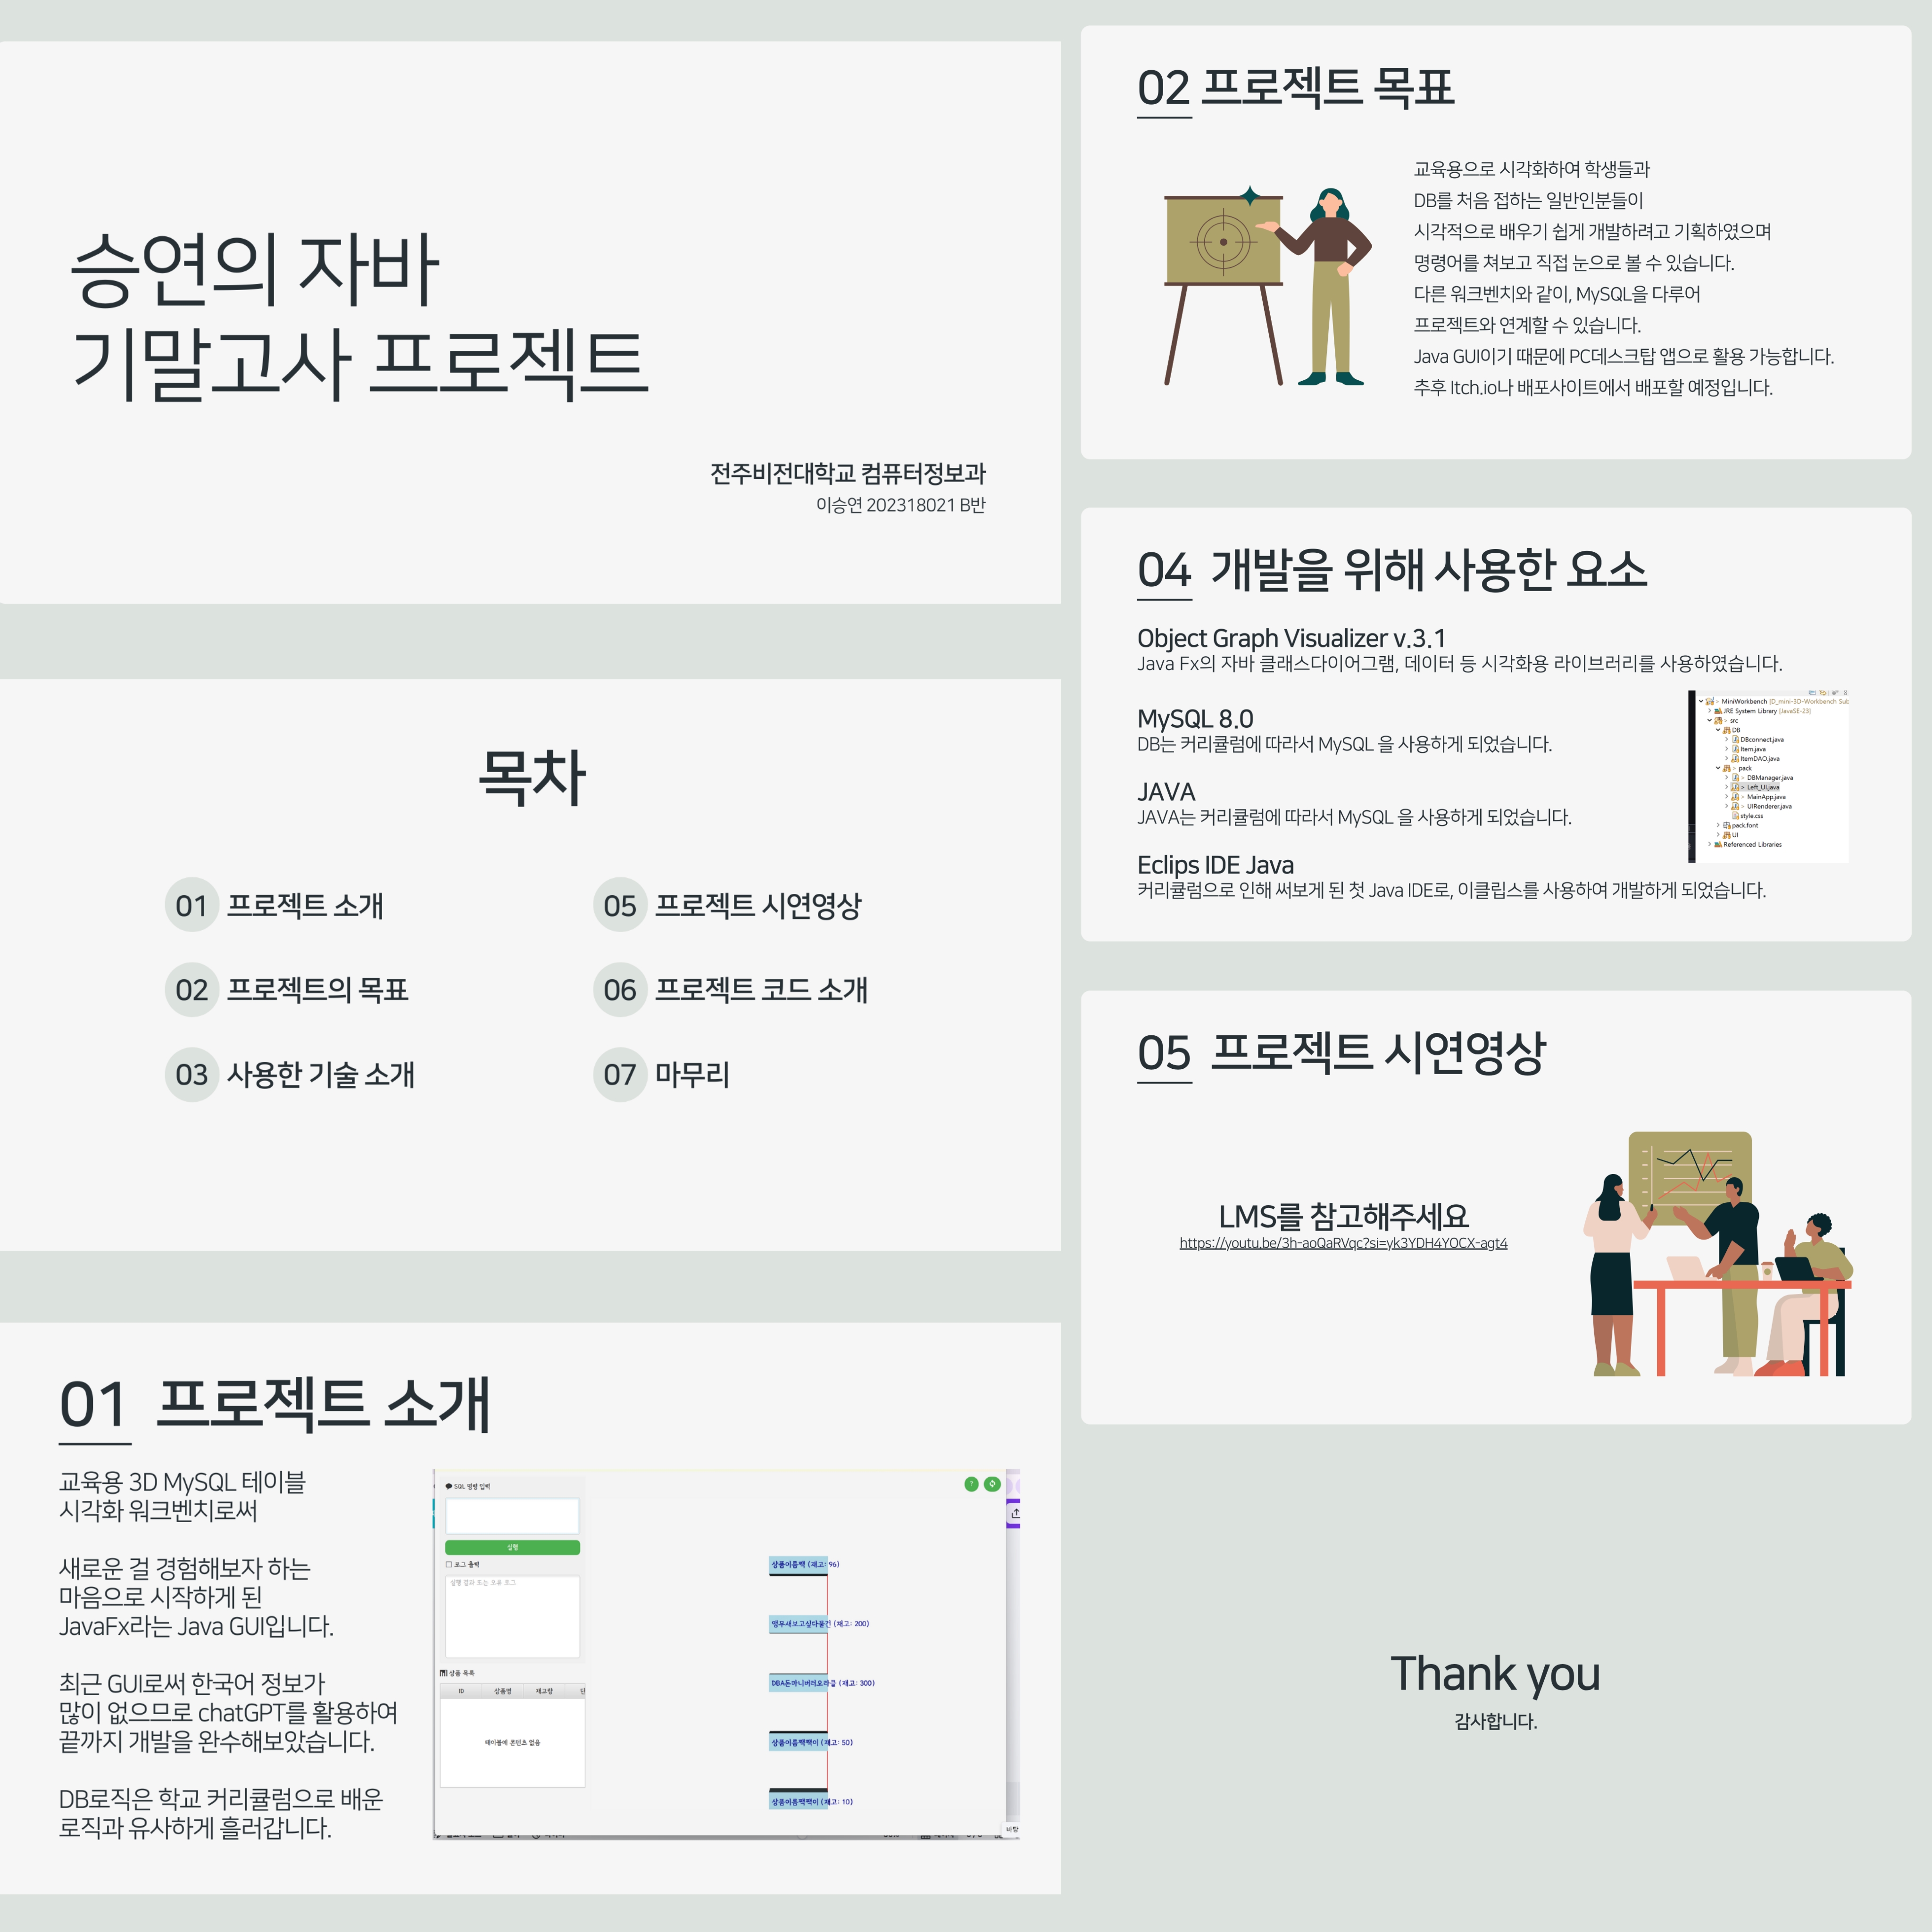 승연의 자바
기말고사 프로젝트
전주비전대학교 컴퓨터정보과
이승연 202318021 B반
목차
01 프로젝트 소개
02 프로젝트의 목표
03 사용한 기술 소개
05 프로젝트 시연영상
06 프로젝트 코드 소개
07 마무리
01 프로젝트 소개
교육용 3D MySQL 테이블
시각화 워크벤치로써
새로운 걸 경험해보자 하는
마음으로 시작하게 된
JavaFx라는 Java GUI입니다.
최근 GUI로써 한국어 정보가
많이 없으므로 chatGPT를 활용하여
끝까지 개발을 완수해보았습니다.
DB로직은 학교 커리큘럼으로 배운
로직과 유사하게 흘러갑니다.
SQL 명령 입력
실행
로그 출력
실행 결과 또는 오류 로그
상품 목록
ID 상품명 재고량
테이블에 콘텐츠 없음
?
상품이름짹 (재고: 96)
앵무새보고싶다물건 (재고: 200)
DBA돈마니버러오라클 (재고: 300)
상품이름짹짹이 (재고: 50)
상품이름짹짹이 (재고: 10)
바탕
02 프로젝트 목표
교육용으로 시각화하여 학생들과
DB를 처음 접하는 일반인분들이
시각적으로 배우기 쉽게 개발하려고 기획하였으며
명령어를 쳐보고 직접 눈으로 볼 수 있습니다.
다른 워크벤치와 같이, MySQL을 다루어
프로젝트와 연계할 수 있습니다.
Java GUI이기 때문에 PC데스크탑 앱으로 활용 가능합니다.
추후 Itch.io나 배포사이트에서 배포할 예정입니다.
04 개발을 위해 사용한 요소
Object Graph Visualizer v.3.1
Java Fx의 자바 클래스다이어그램, 데이터 등 시각화용 라이브러리를 사용하였습니다.
MySQL 8.0
DB는 커리큘럼에 따라서 MySQL 을 사용하게 되었습니다.
JAVA
JAVA는 커리큘럼에 따라서 MySQL 을 사용하게 되었습니다.
Eclips IDE Java
커리큘럼으로 인해 써보게 된 첫 Java IDE로, 이클립스를 사용하여 개발하게 되었습니다.
> MiniWorkbench [D_mini-3D-Workbench Sub
JRE System Library [JavaSE-23]
> src
DB
DBconnect.java
Item.java
ItemDAO.java
> pack
> DBManager.java
> Left_UI.java
> MainApp.java
> UIRenderer.java
style.css
pack.font
UI
Referenced Libraries
05 프로젝트 시연영상
LMS를 참고해주세요
https://youtu.be/3h-aoQaRVqc?si=yk3YDH4YOCX-agt4
Thank you
감사합니다.